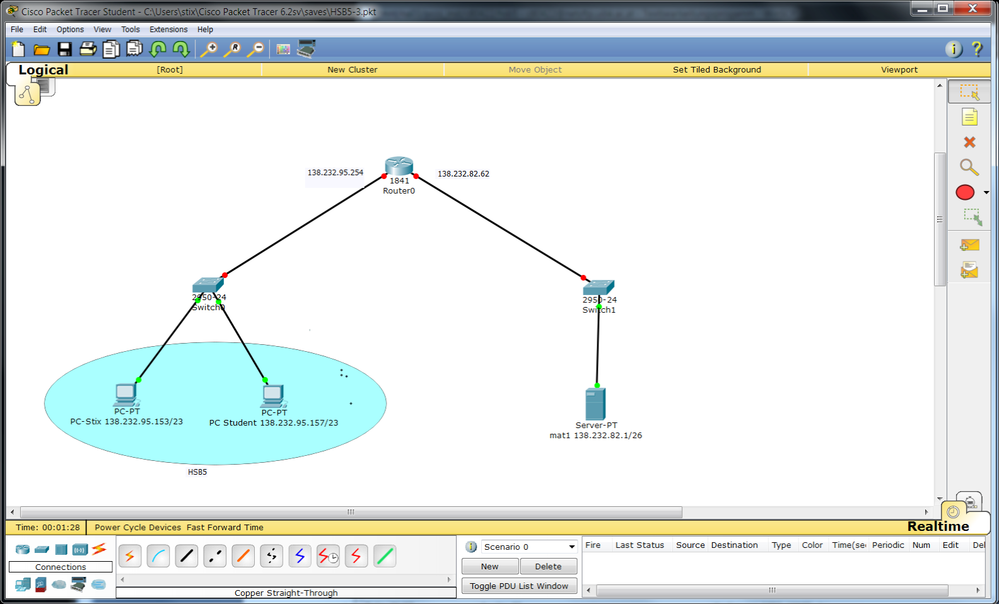 Cisco Packet Tracer Student - C:\Users\stix\Cisco Packet Tracer 6.2sv\saves\HSB5-3.pkt
File Edit Options View Tools Extensions Help
Logical [Root] New Cluster Move Object Set Tiled Background Viewport
138.232.95.254
138.232.82.62
1841
Router0
2950-24
Switch0
2950-24
Switch1
PC-PT
PC-Stix 138.232.95.153/23
PC-PT
PC Student 138.232.95.157/23
Server-PT
mat1 138.232.82.1/26
HSB5
Time: 00:01:28 Power Cycle Devices Fast Forward Time
Realtime
Connections
Copper Straight-Through
Scenario 0
New Delete
Toggle PDU List Window
Fire Last Status Source Destination Type Color Time(sec Periodic Num Edit Del